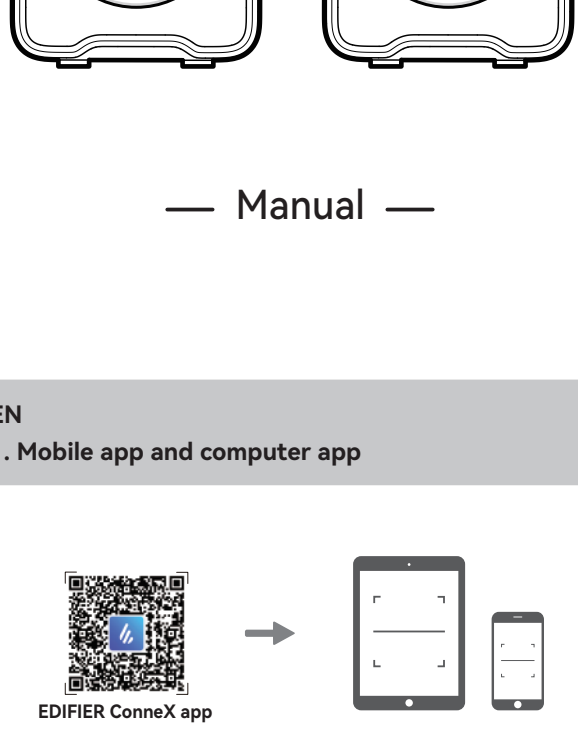 — Manual —
EN
. Mobile app and computer app
EDIFIER ConneX app